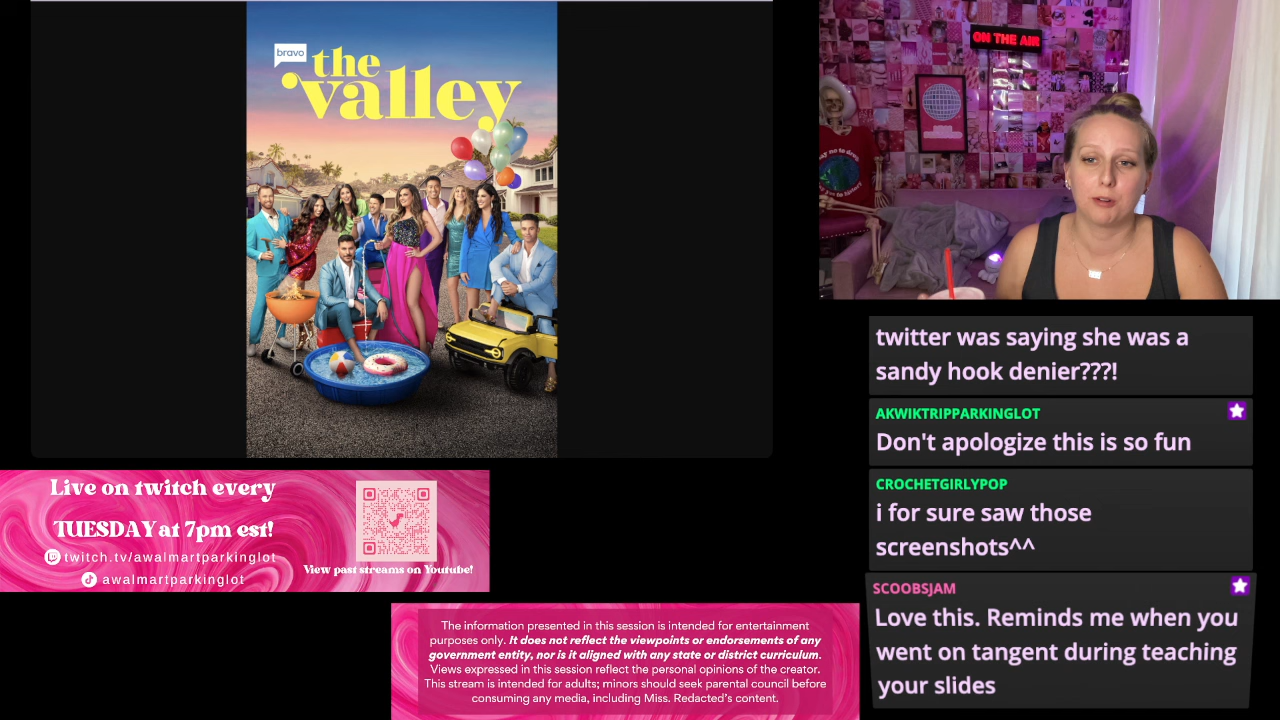 bravo
the
valley
ON THE AIR
twitter was saying she was a
sandy hook denier???!
AKWIKTRIPPARKINGLOT
Don't apologize this is so fun
CROCHETGIRLYPOP
i for sure saw those
screenshots^^
SCOOBSJAM
Love this. Reminds me when you
went on tangent during teaching
your slides
Live on twitch every
TUESDAY at 7pm est!
twitch.tv/awalmartparkinglot
awalmartparkinglot
View past streams on Youtube!
The information presented in this session is intended for entertainment
purposes only. It does not reflect the viewpoints or endorsements of any
government entity, nor is it aligned with any state or district curriculum.
Views expressed in this session reflect the personal opinions of the creator.
This stream is intended for adults; minors should seek parental council before
consuming any media, including Miss. Redacted's content.